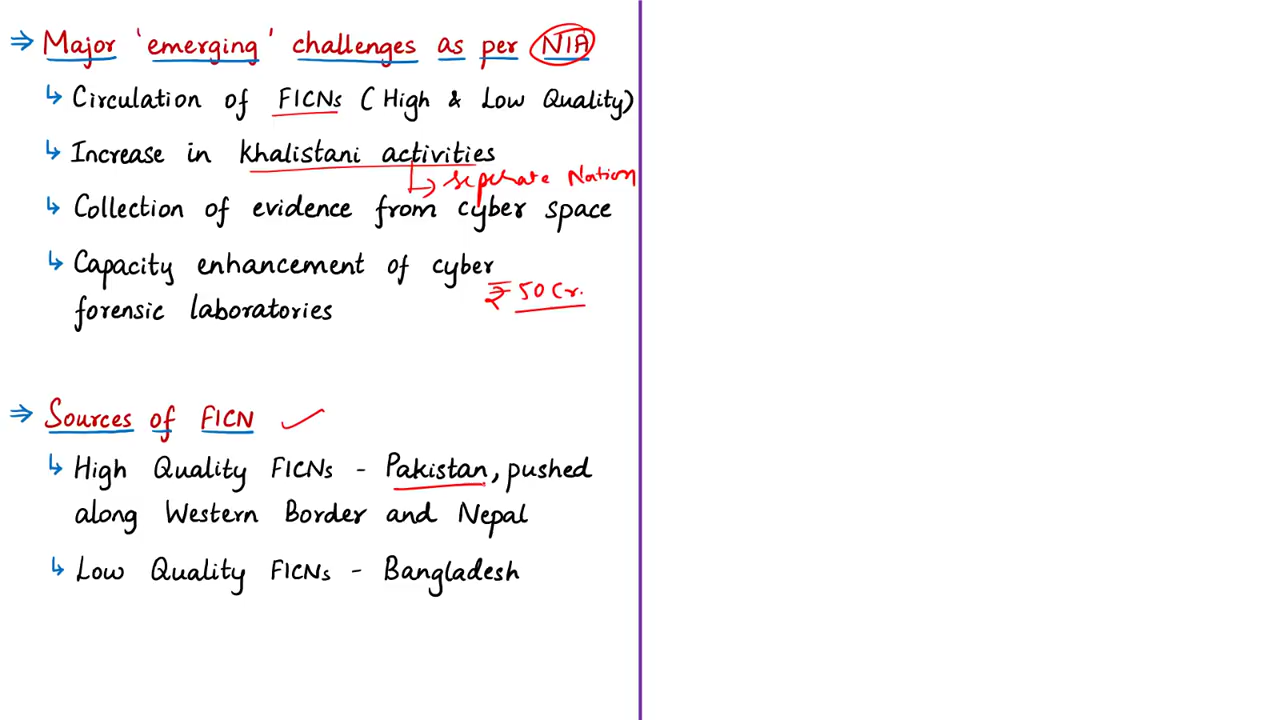 ⇒ Major 'emerging' challenges as per NIA
↳ Circulation of FICNs (High & Low Quality)
↳ Increase in Khalistani activities
↳ seperate Nation
↳ Collection of evidence from cyber space
↳ Capacity enhancement of cyber
₹ 50 Cr.
forensic laboratories
⇒ Sources of FICN ✓
↳ High Quality FICNs - Pakistan, pushed
along Western Border and Nepal
↳ Low Quality FICNs - Bangladesh